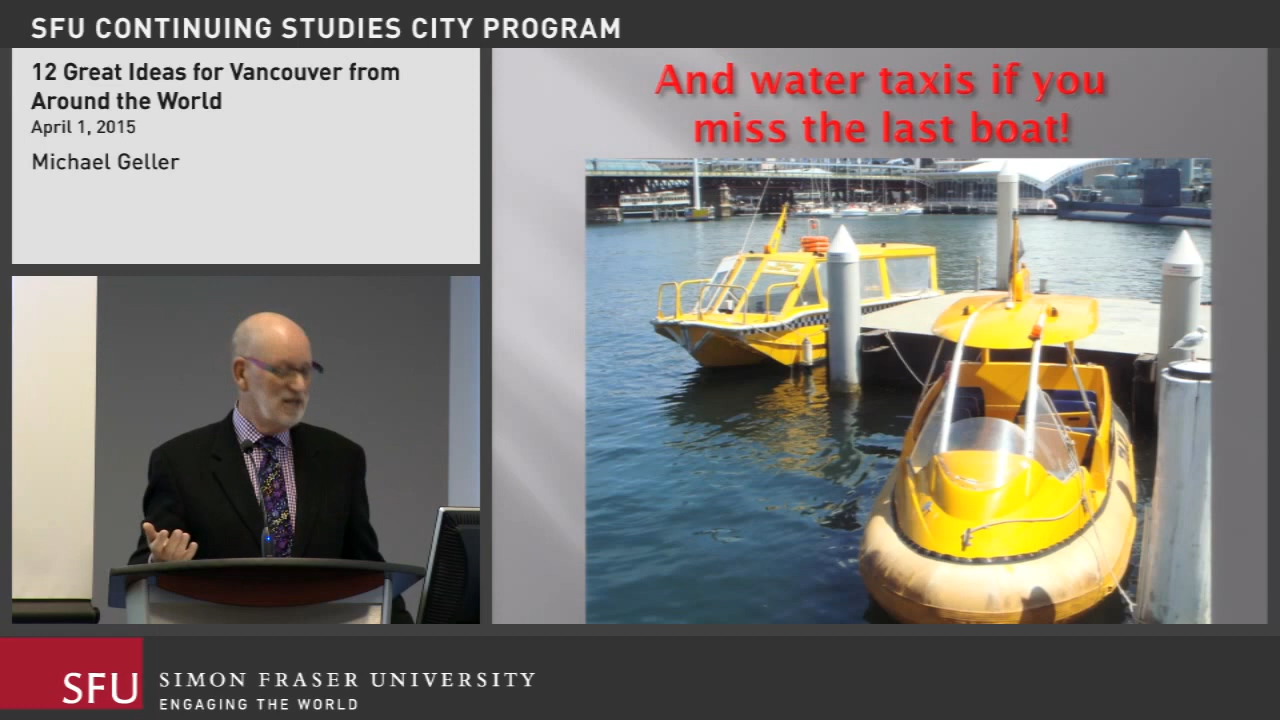 SFU CONTINUING STUDIES CITY PROGRAM
12 Great Ideas for Vancouver from
Around the World
April 1, 2015
Michael Geller
And water taxis if you
miss the last boat!
SFU
SIMON FRASER UNIVERSITY
ENGAGING THE WORLD